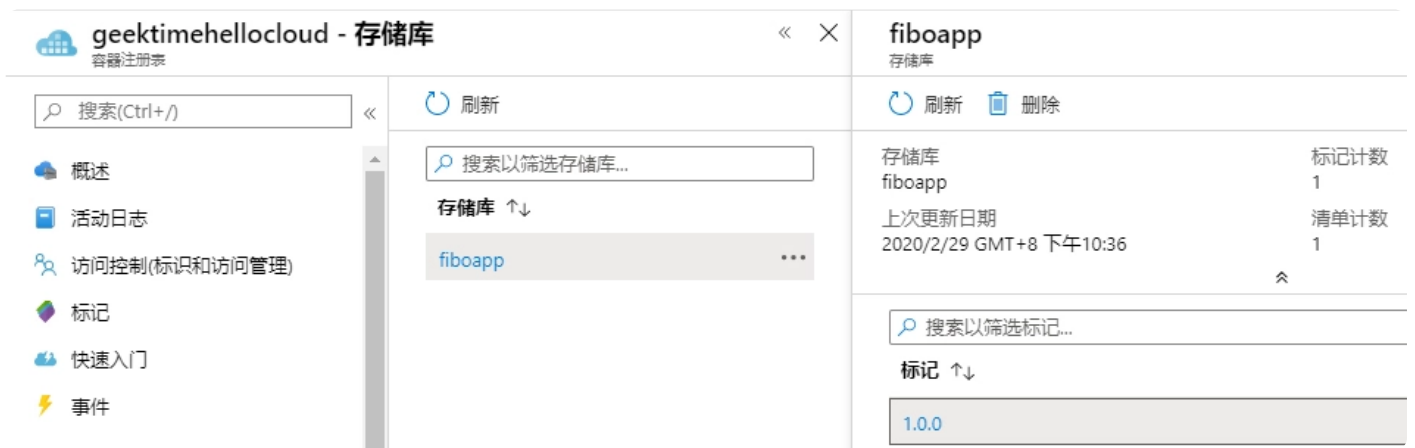 geektimehellocloud - 存储库
容器注册表
搜索(Ctrl+/)
概述
活动日志
访问控制(标识和访问管理)
标记
快速入门
事件
刷新
搜索以筛选存储库...
存储库
fiboapp
fiboapp
存储库
刷新 删除
存储库 标记计数
fiboapp 1
上次更新日期 清单计数
2020/2/29 GMT+8 下午10:36 1
搜索以筛选标记...
标记
1.0.0